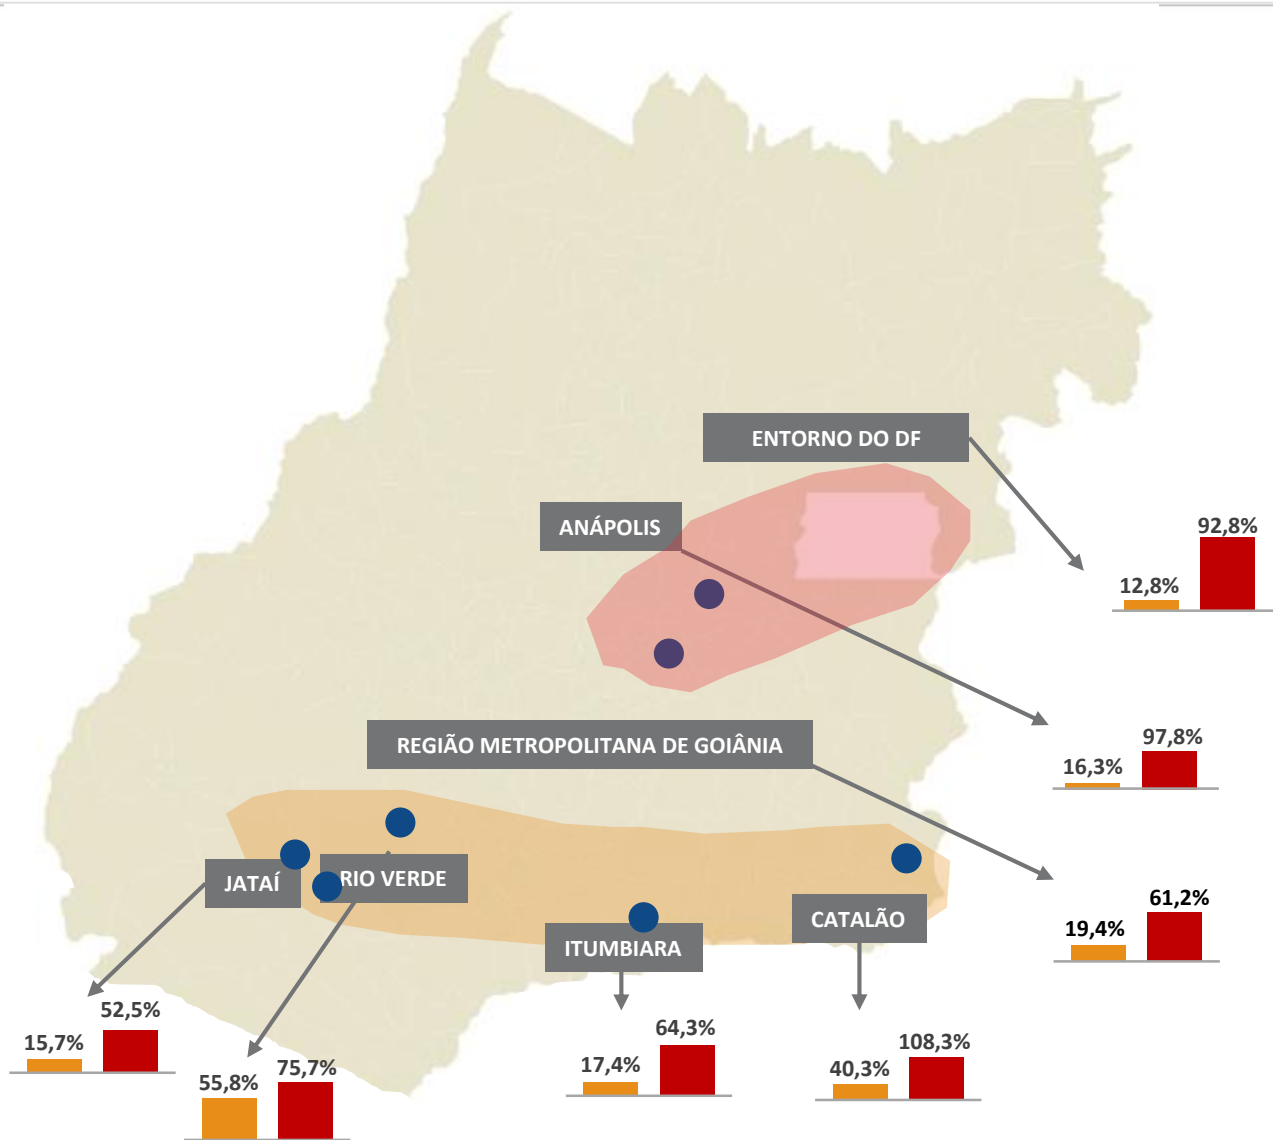 ENTORNO DO DF
ANÁPOLIS
92,8%
12,8%
97,8%
16,3%
REGIÃO METROPOLITANA DE GOIÂNIA
61,2%
19,4%
JATAÍ
RIO VERDE
CATALÃO
ITUMBIARA
52,5%
15,7%
75,7%
55,8%
64,3%
17,4%
108,3%
40,3%